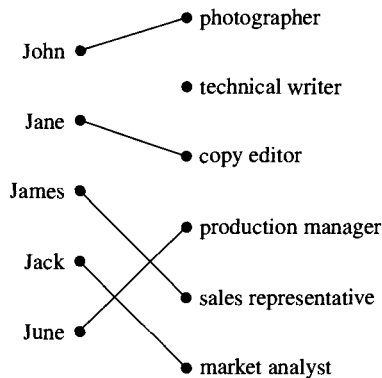 photographer
John
technical writer
Jane
copy editor
James
production manager
Jack
sales representative
June
market analyst